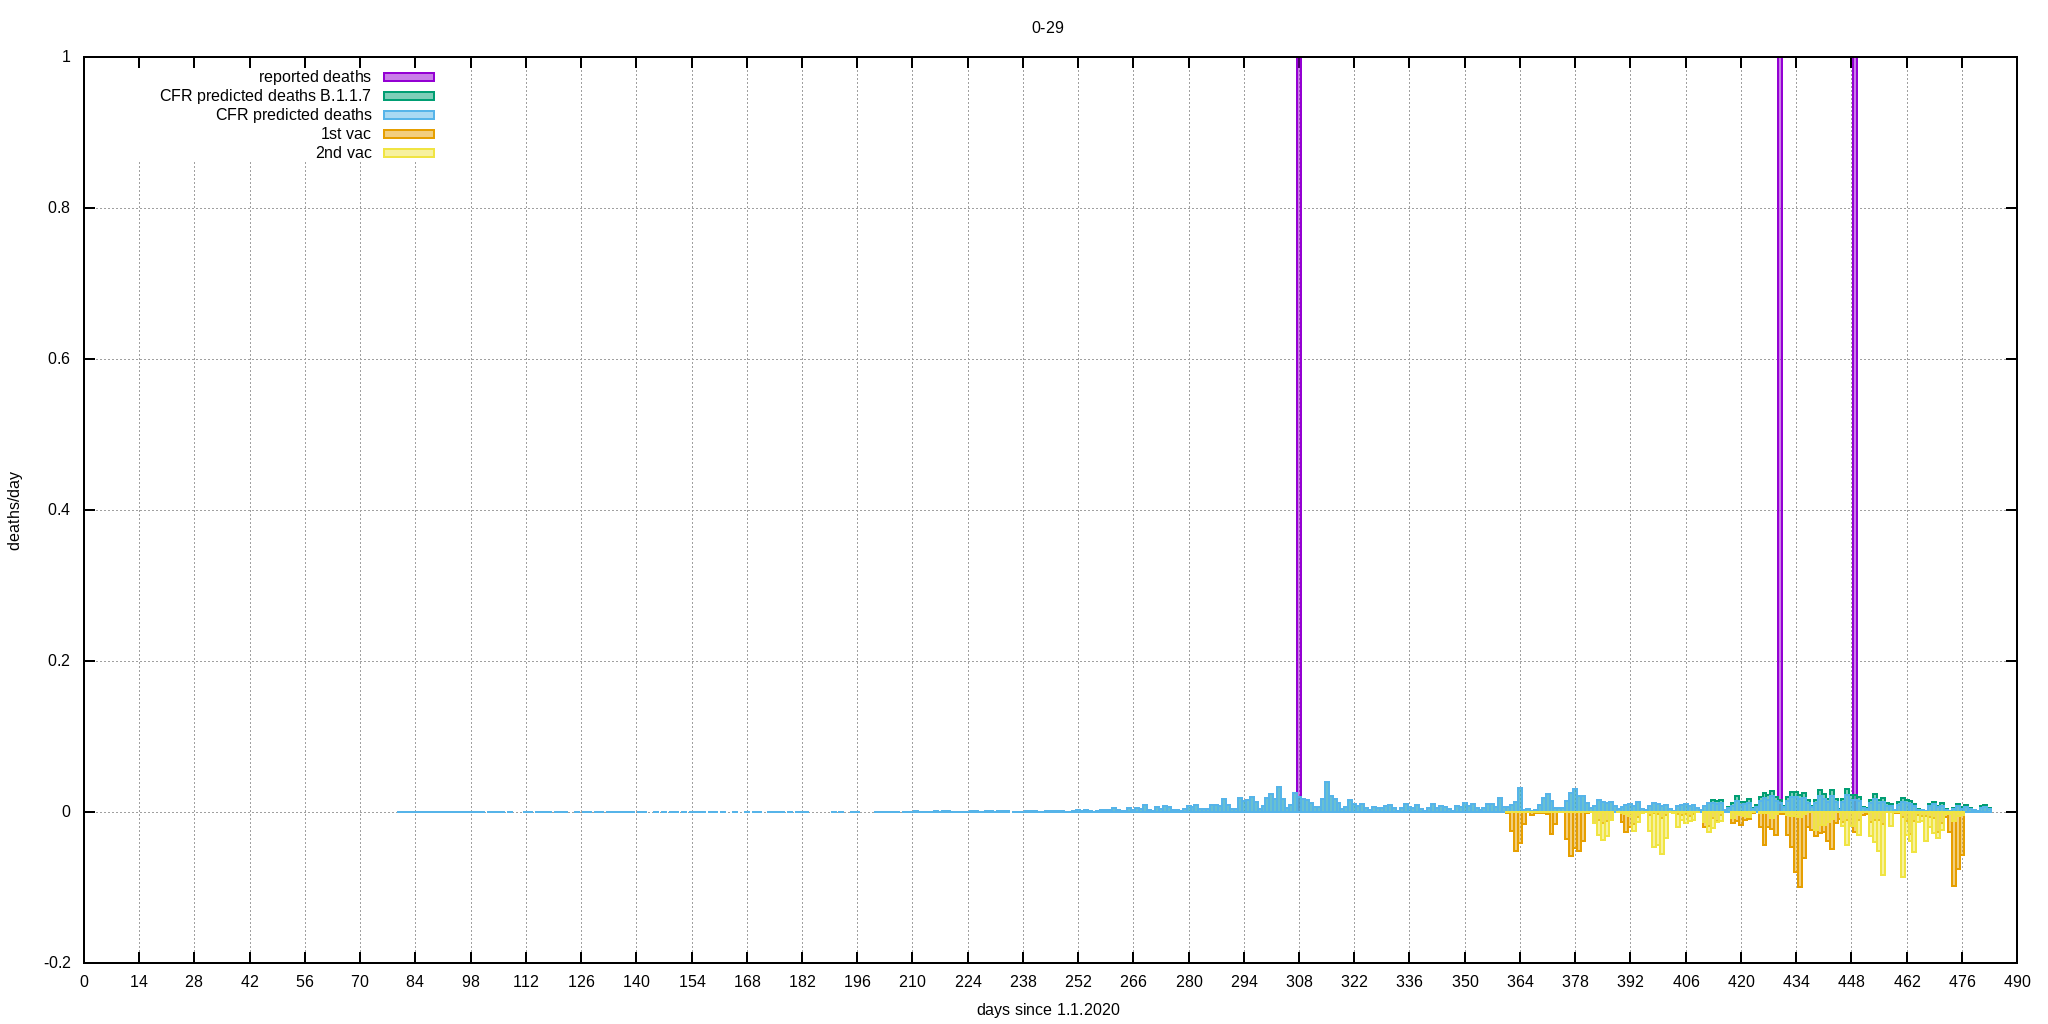 0-29
1
reported deaths
CFR predicted deaths B.1.1.7
CFR predicted deaths
1st vac
2nd vac
0.8
0.6
0.4
0.2
0
-0.2
deaths/day
0 14 28 42 56 70 84 98 112 126 140 154 168 182 196 210 224 238 252 266 280 294 308 322 336 350 364 378 392 406 420 434 448 462 476 490
days since 1.1.2020